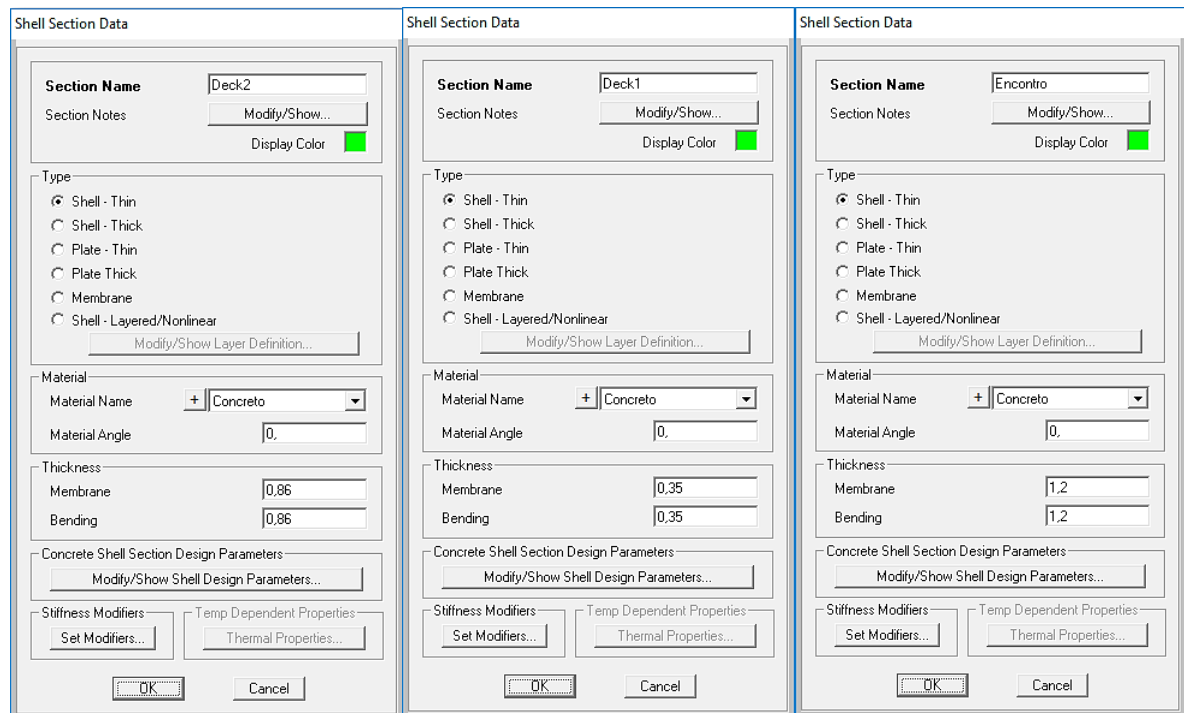 Shell Section Data
Section Name Deck2
Section Notes Modify/Show...
Display Color
Type
Shell - Thin
Shell - Thick
Plate - Thin
Plate Thick
Membrane
Shell - Layered/Nonlinear
Modify/Show Layer Definition...
Material
Material Name + Concreto
Material Angle 0,
Thickness
Membrane 0,86
Bending 0,86
Concrete Shell Section Design Parameters
Modify/Show Shell Design Parameters...
Stiffness Modifiers
Set Modifiers...
Temp Dependent Properties
Thermal Properties...
OK Cancel
Shell Section Data
Section Name Deck1
Section Notes Modify/Show...
Display Color
Type
Shell - Thin
Shell - Thick
Plate - Thin
Plate Thick
Membrane
Shell - Layered/Nonlinear
Modify/Show Layer Definition...
Material
Material Name + Concreto
Material Angle 0,
Thickness
Membrane 0,35
Bending 0,35
Concrete Shell Section Design Parameters
Modify/Show Shell Design Parameters...
Stiffness Modifiers
Set Modifiers...
Temp Dependent Properties
Thermal Properties...
OK Cancel
Shell Section Data
Section Name Encontro
Section Notes Modify/Show...
Display Color
Type
Shell - Thin
Shell - Thick
Plate - Thin
Plate Thick
Membrane
Shell - Layered/Nonlinear
Modify/Show Layer Definition...
Material
Material Name + Concreto
Material Angle 0,
Thickness
Membrane 1,2
Bending 1,2
Concrete Shell Section Design Parameters
Modify/Show Shell Design Parameters...
Stiffness Modifiers
Set Modifiers...
Temp Dependent Properties
Thermal Properties...
OK Cancel